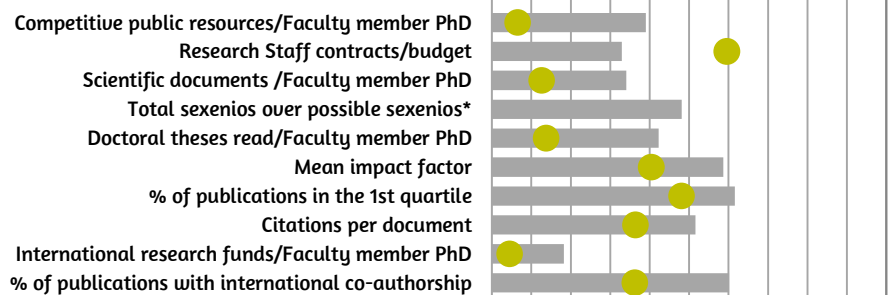 Competitive public resources/Faculty member PhD
Research Staff contracts/budget
Scientific documents /Faculty member PhD
Total sexenios over possible sexenios*
Doctoral theses read/Faculty member PhD
Mean impact factor
% of publications in the 1st quartile
Citations per document
International research funds/Faculty member PhD
% of publications with international co-authorship